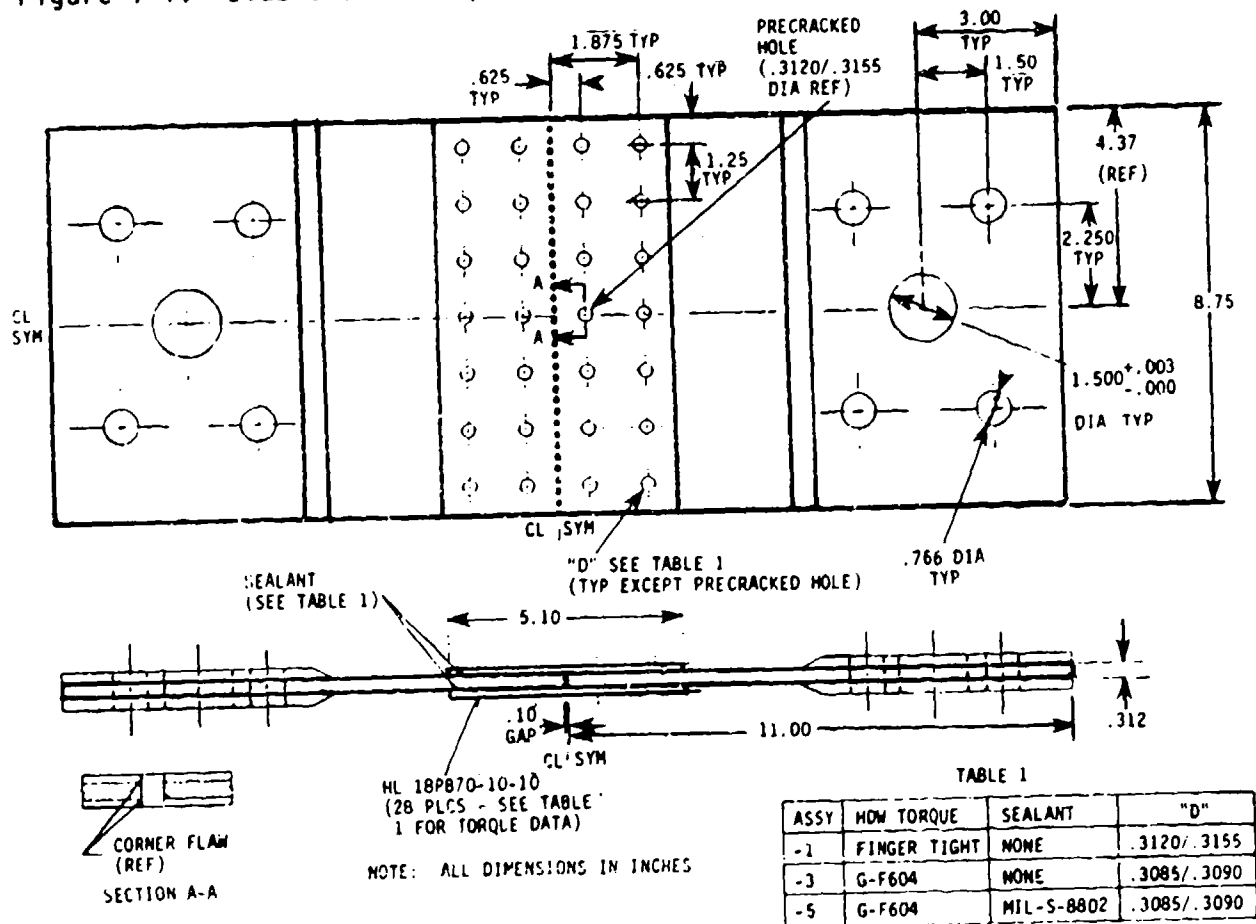 1.875 TYP
.625
TYP
.625 TYP
PRECRACKED
HOLE
(.3120/.3155
DIA REF)
3.00
TYP
1.50
TYP
1.25
TYP
4.37
(REF)
2.250
TYP
8.75
A
A
CL
SYM
1.500 +.003
-.000
DIA TYP
CL SYM
"D" SEE TABLE 1
(TYP EXCEPT PRECRACKED HOLE)
.766 DIA
TYP
SEALANT
(SEE TABLE 1)
5.10
.10
GAP
CL SYM
11.00
.312
HL 18PB70-10-10
(28 PLCS - SEE TABLE
1 FOR TORQUE DATA)
CORNER FLAW
(REF)
SECTION A-A
NOTE: ALL DIMENSIONS IN INCHES
TABLE 1
ASSY HDW TORQUE SEALANT "D"
-1 FINGER TIGHT NONE .3120/.3155
-3 G-F604 NONE .3085/.3090
-5 G-F604 MIL-S-8802 .3085/.3090